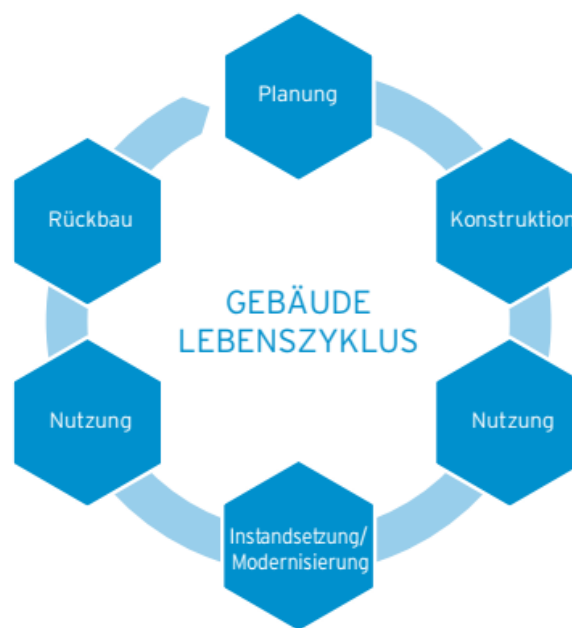 Planung
Konstruktion
Nutzung
Instandsetzung/
Modernisierung
Nutzung
Rückbau
GEBÄUDE
LEBENSZYKLUS